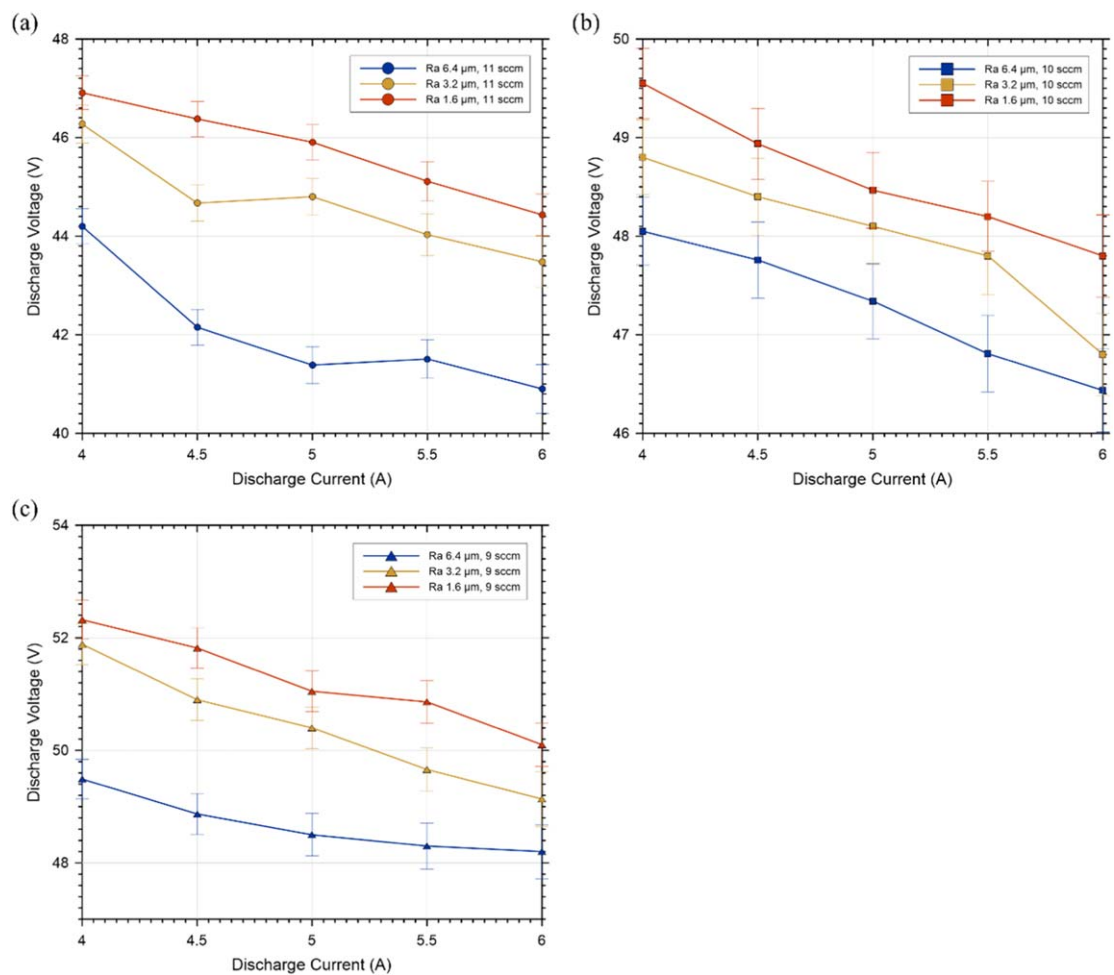 (a)
48
46
44
42
40
Discharge Voltage (V)
Ra 6.4 µm, 11 sccm
Ra 3.2 µm, 11 sccm
Ra 1.6 µm, 11 sccm
4 4.5 5 5.5 6
Discharge Current (A)
(b)
50
49
48
47
46
Discharge Voltage (V)
Ra 6.4 µm, 10 sccm
Ra 3.2 µm, 10 sccm
Ra 1.6 µm, 10 sccm
4 4.5 5 5.5 6
Discharge Current (A)
(c)
54
52
50
48
Discharge Voltage (V)
Ra 6.4 µm, 9 sccm
Ra 3.2 µm, 9 sccm
Ra 1.6 µm, 9 sccm
4 4.5 5 5.5 6
Discharge Current (A)